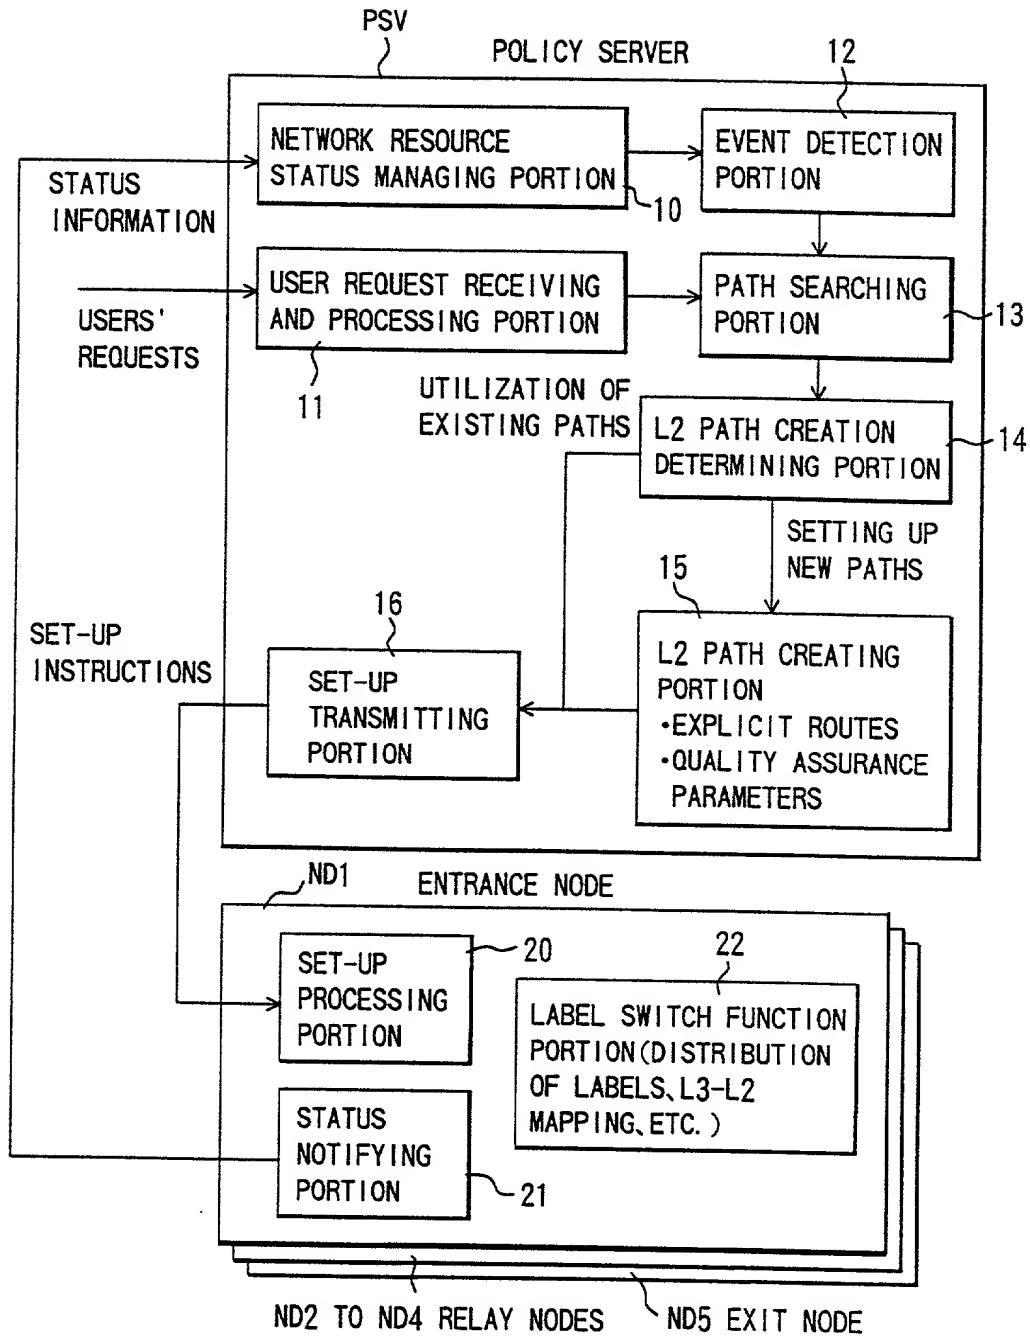 PSV
POLICY SERVER
12
NETWORK RESOURCE
STATUS MANAGING PORTION
10
EVENT DETECTION
PORTION
STATUS
INFORMATION
USER REQUEST RECEIVING
AND PROCESSING PORTION
11
PATH SEARCHING
PORTION
13
USERS'
REQUESTS
UTILIZATION OF
EXISTING PATHS
L2 PATH CREATION
DETERMINING PORTION
14
SETTING UP
NEW PATHS
15
16
SET-UP
INSTRUCTIONS
SET-UP
TRANSMITTING
PORTION
L2 PATH CREATING
PORTION
・EXPLICIT ROUTES
・QUALITY ASSURANCE
PARAMETERS
ND1
ENTRANCE NODE
SET-UP
PROCESSING
PORTION
20
22
LABEL SWITCH FUNCTION
PORTION(DISTRIBUTION
OF LABELS、L3-L2
MAPPING、ETC.)
STATUS
NOTIFYING
PORTION
21
ND2 TO ND4 RELAY NODES
ND5 EXIT NODE